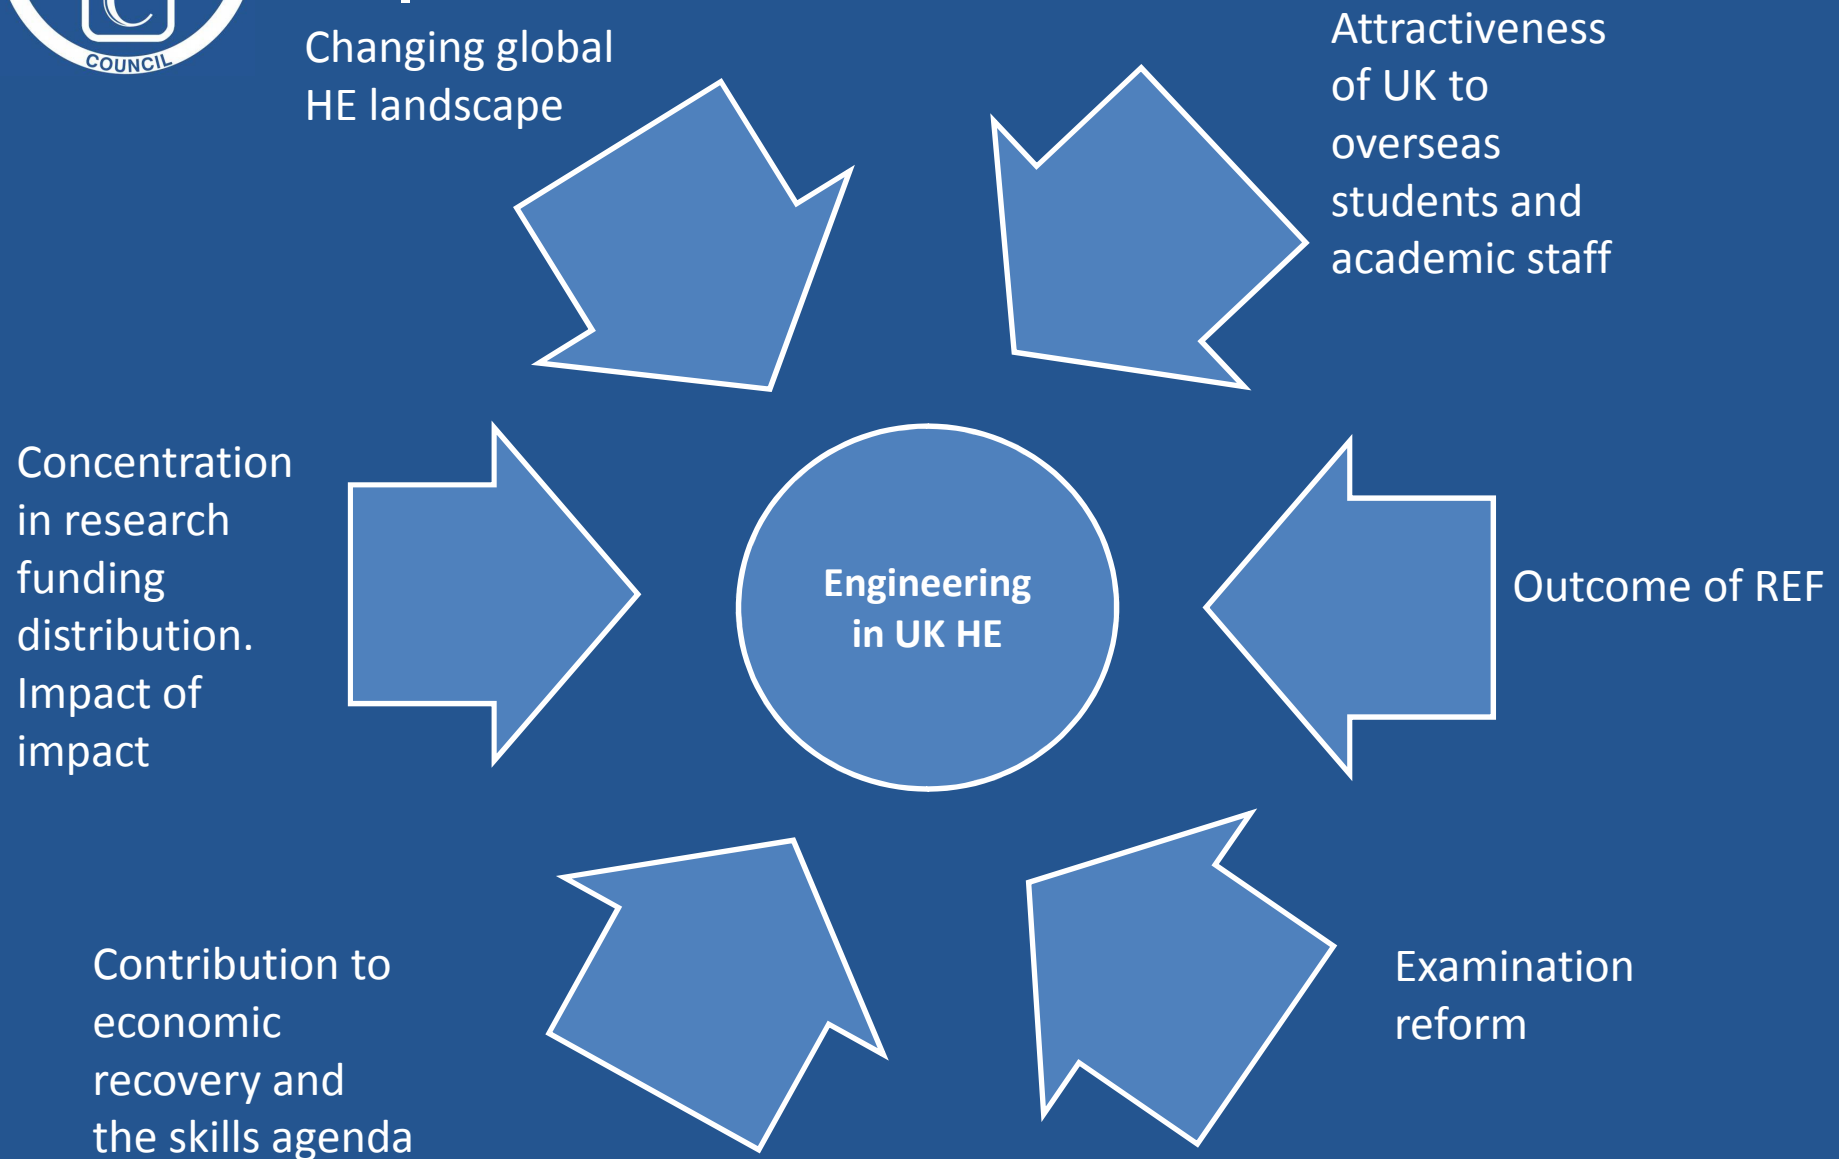 COUNCIL
Changing global
HE landscape
Attractiveness
of UK to
overseas
students and
academic staff
Concentration
in research
funding
distribution.
Impact of
impact
Engineering
in UK HE
Outcome of REF
Contribution to
economic
recovery and
the skills agenda
Examination
reform